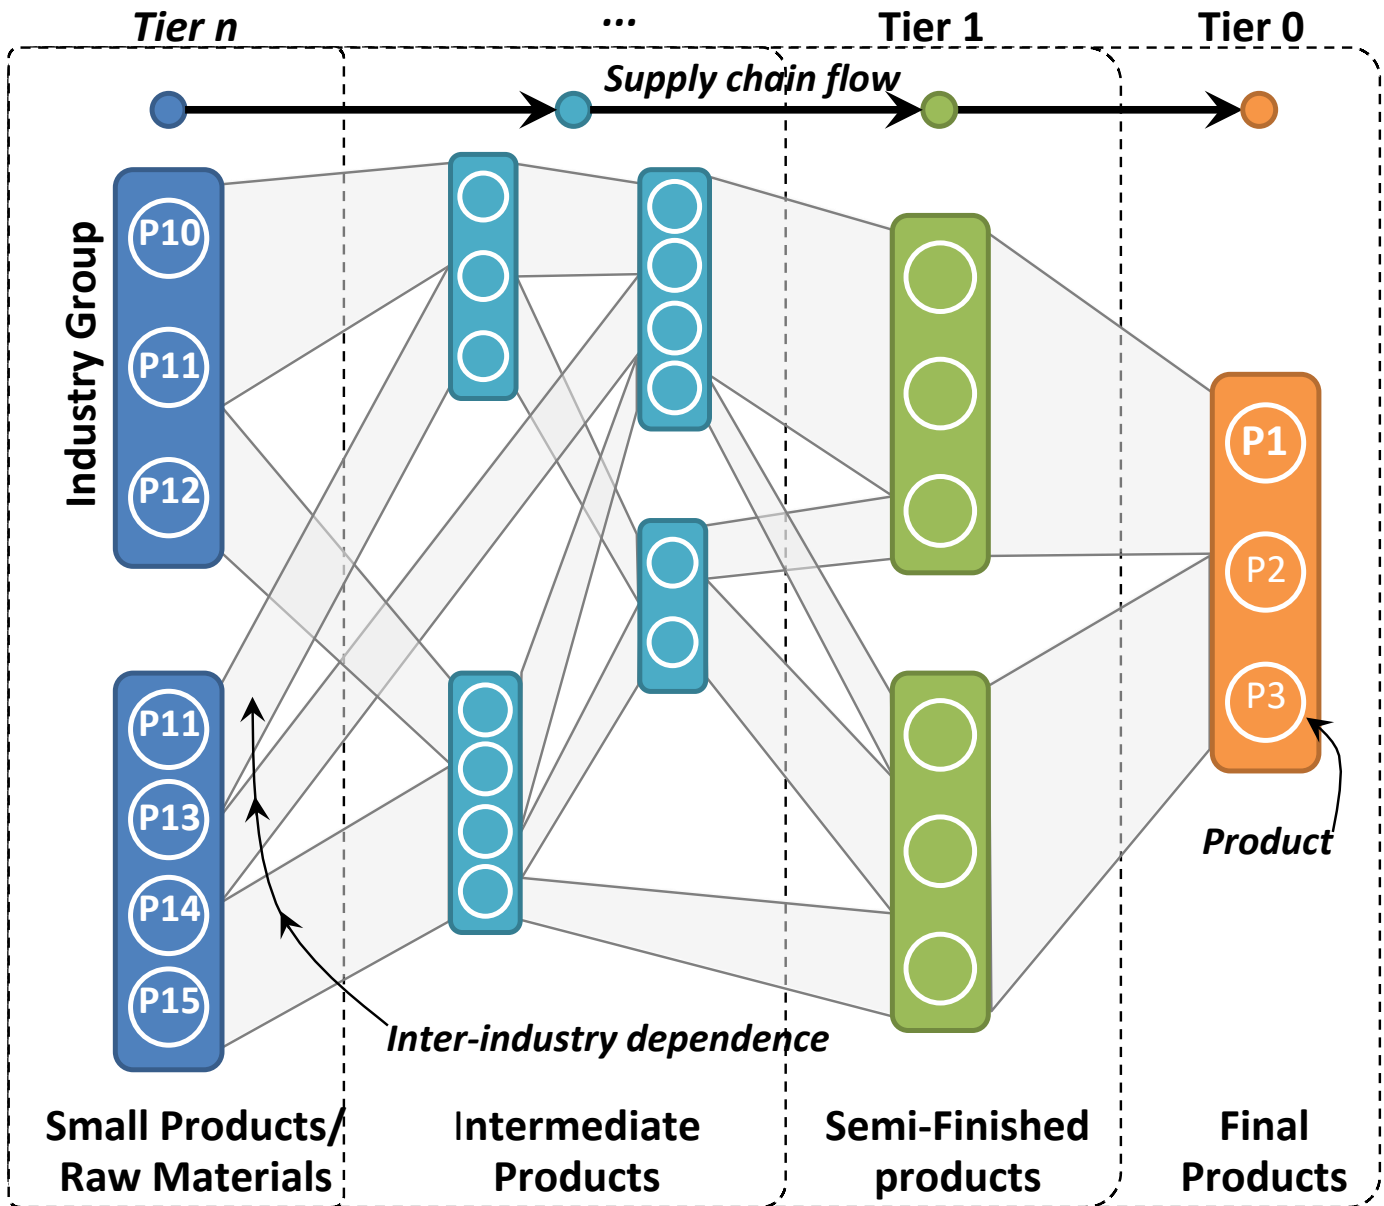 Tier n
...
Tier 1
Tier 0
Supply chain flow
Industry Group
P10
P11
P12
P11
P13
P14
P15
P1
P2
P3
Product
Inter-industry dependence
Small Products/
Raw Materials
Intermediate
Products
Semi-Finished
products
Final
Products